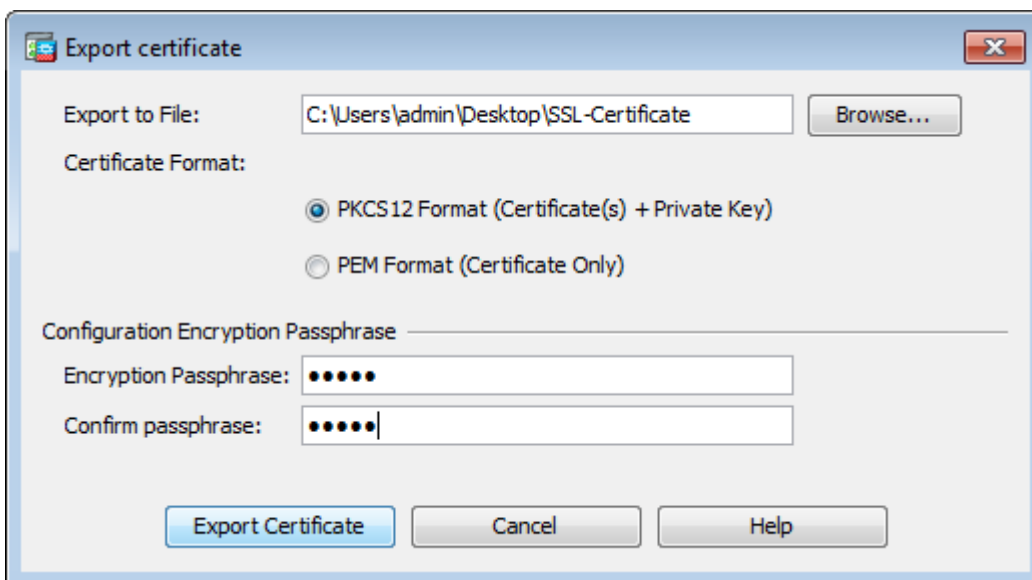 Export certificate
Export to File: C:\Users\admin\Desktop\SSL-Certificate Browse...
Certificate Format:
PKCS12 Format (Certificate(s) + Private Key)
PEM Format (Certificate Only)
Configuration Encryption Passphrase
Encryption Passphrase: •••••
Confirm passphrase: •••••
Export Certificate Cancel Help